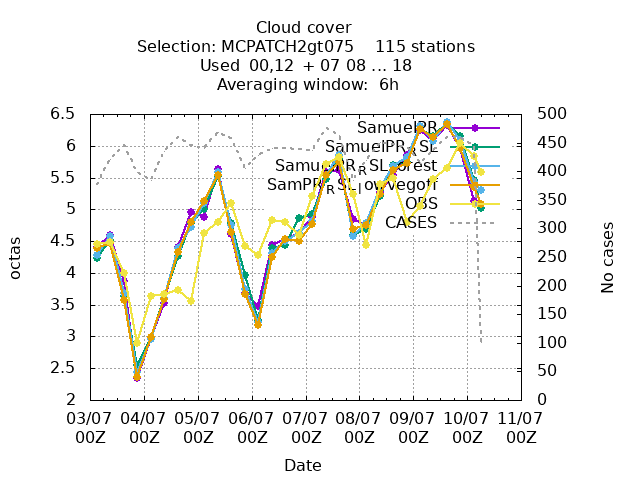 Cloud cover
Selection: MCPATCH2gt075 115 stations
Used 00,12 + 07 08 ... 18
Averaging window: 6h
6.5
6
5.5
5
4.5
4
3.5
3
2.5
2
octas
500
450
400
350
300
250
200
150
100
50
0
No cases
SamuelPR
SamuelPRRSE
OBS
CASES
03/07 04/07 05/07 06/07 07/07 08/07 09/07 10/07 11/07
00Z 00Z 00Z 00Z 00Z 00Z 00Z 00Z 00Z
Date